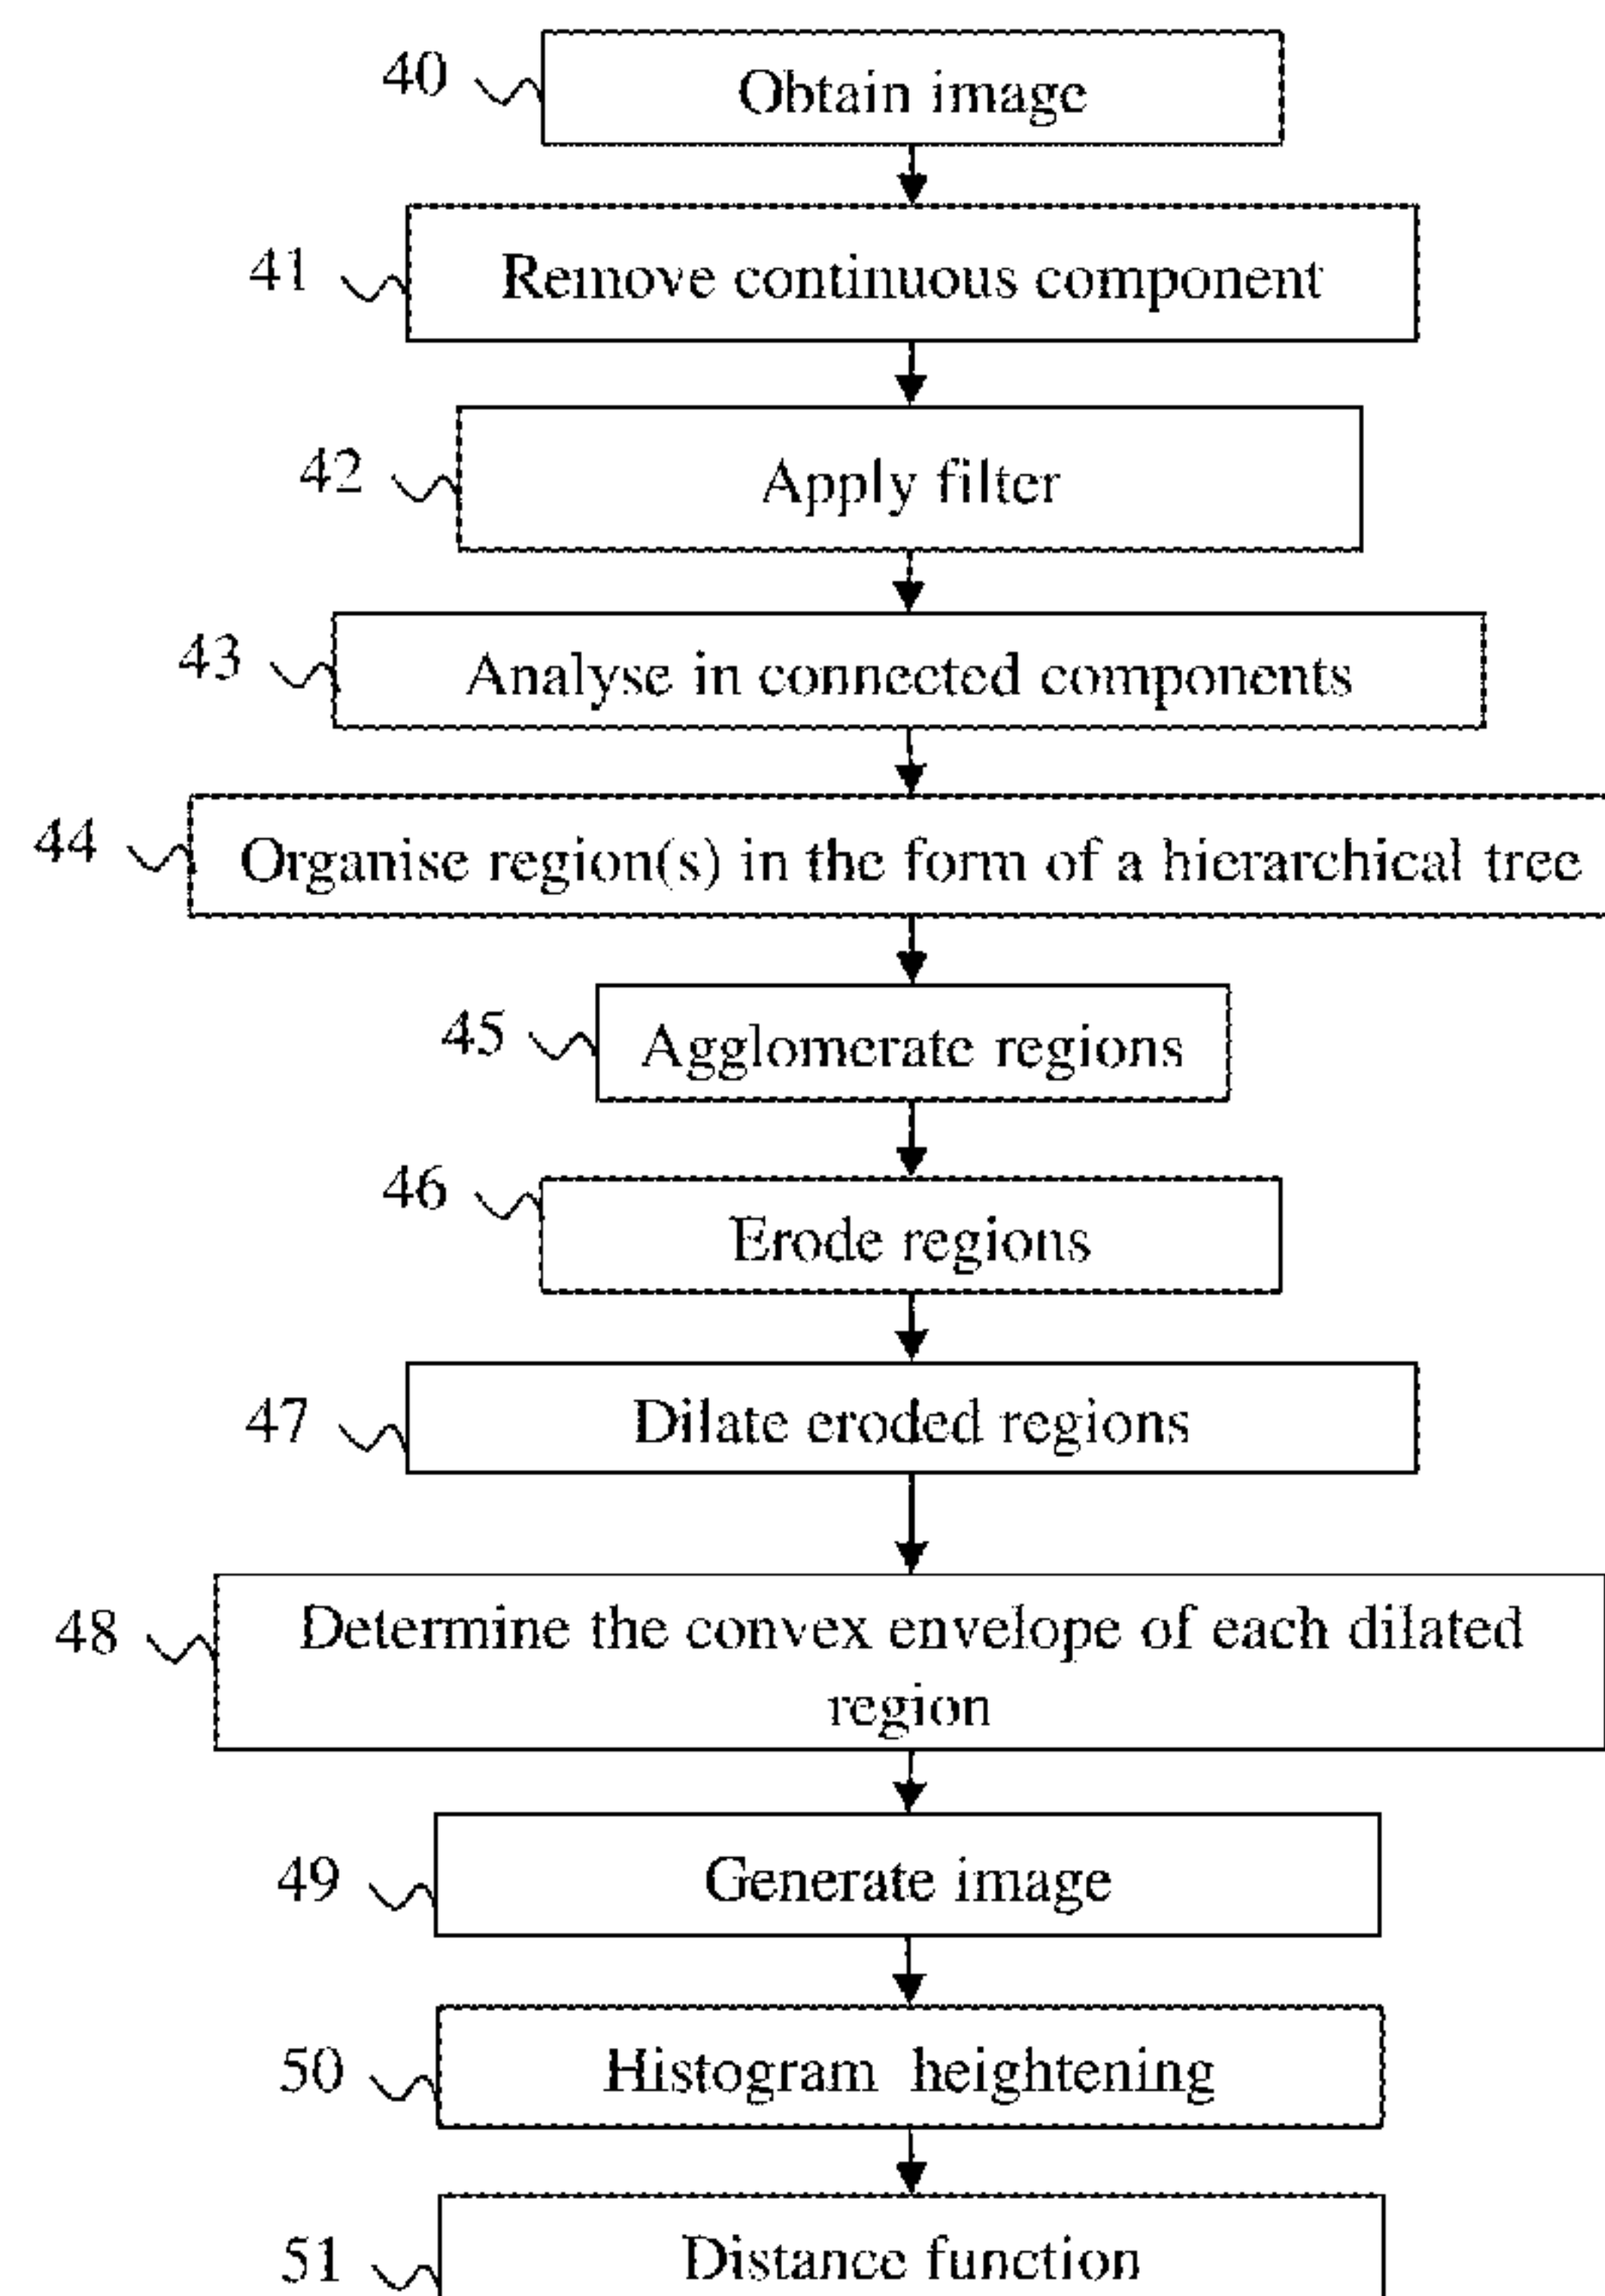 40 Obtain image
41 Remove continuous component
42 Apply filter
43 Analyse in connected components
44 Organise region(s) in the form of a hierarchical tree
45 Agglomerate regions
46 Erode regions
47 Dilate eroded regions
48 Determine the convex envelope of each dilated
region
49 Generate image
50 Histogram heightening
51 Distance function